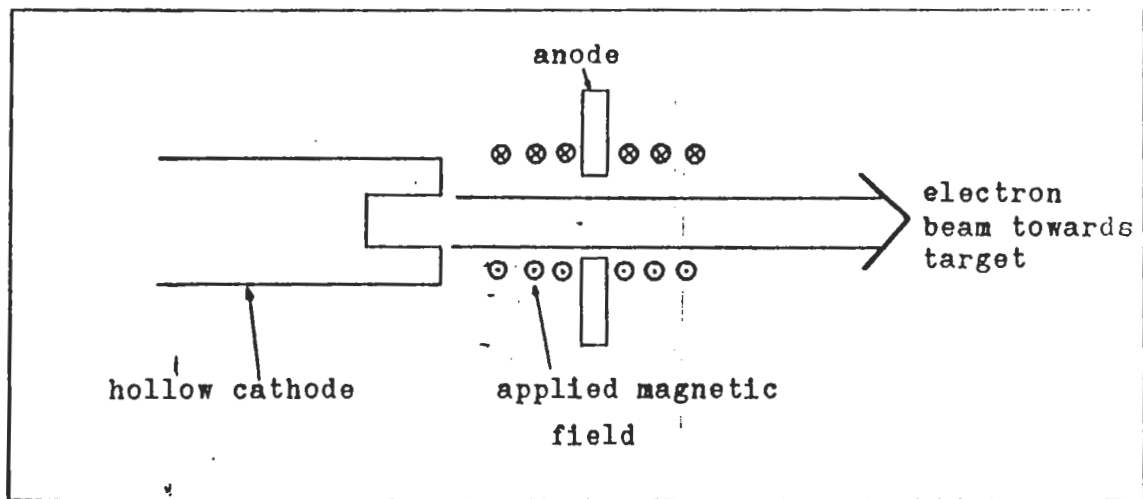 anode
electron
beam towards
target
hollow cathode
applied magnetic
field